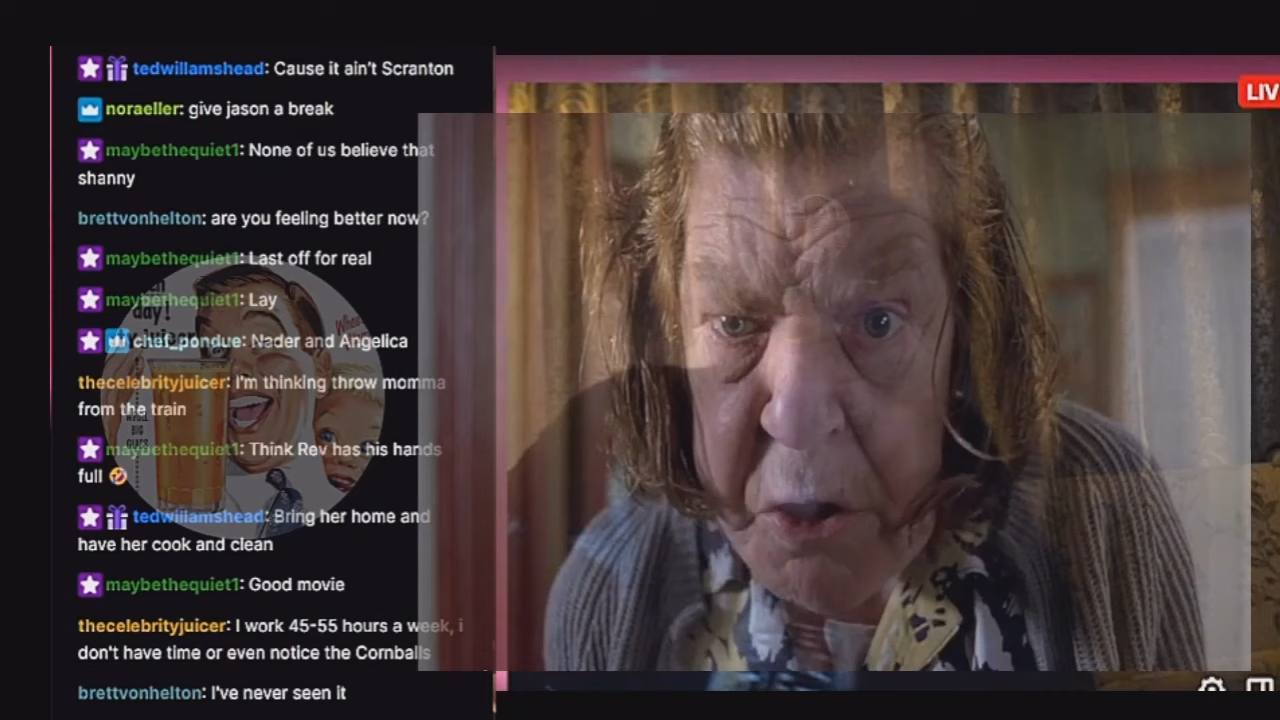 tedwillamshead: Cause it ain't Scranton
noraeller: give jason a break
maybethequiet1: None of us believe that
shanny
brettvonhelton: are you feeling better now?
maybethequiet1: Last off for real
maybethequiet1: Lay
chef_pondue: Nader and Angelica
thecelebrityjuicer: I'm thinking throw momma
from the train
maybethequiet1: Think Rev has his hands
full 🤣
tedwillamshead: Bring her home and
have her cook and clean
maybethequiet1: Good movie
thecelebrityjuicer: I work 45-55 hours a week, i
don't have time or even notice the Cornballs
brettvonhelton: I've never seen it
LIV
day!